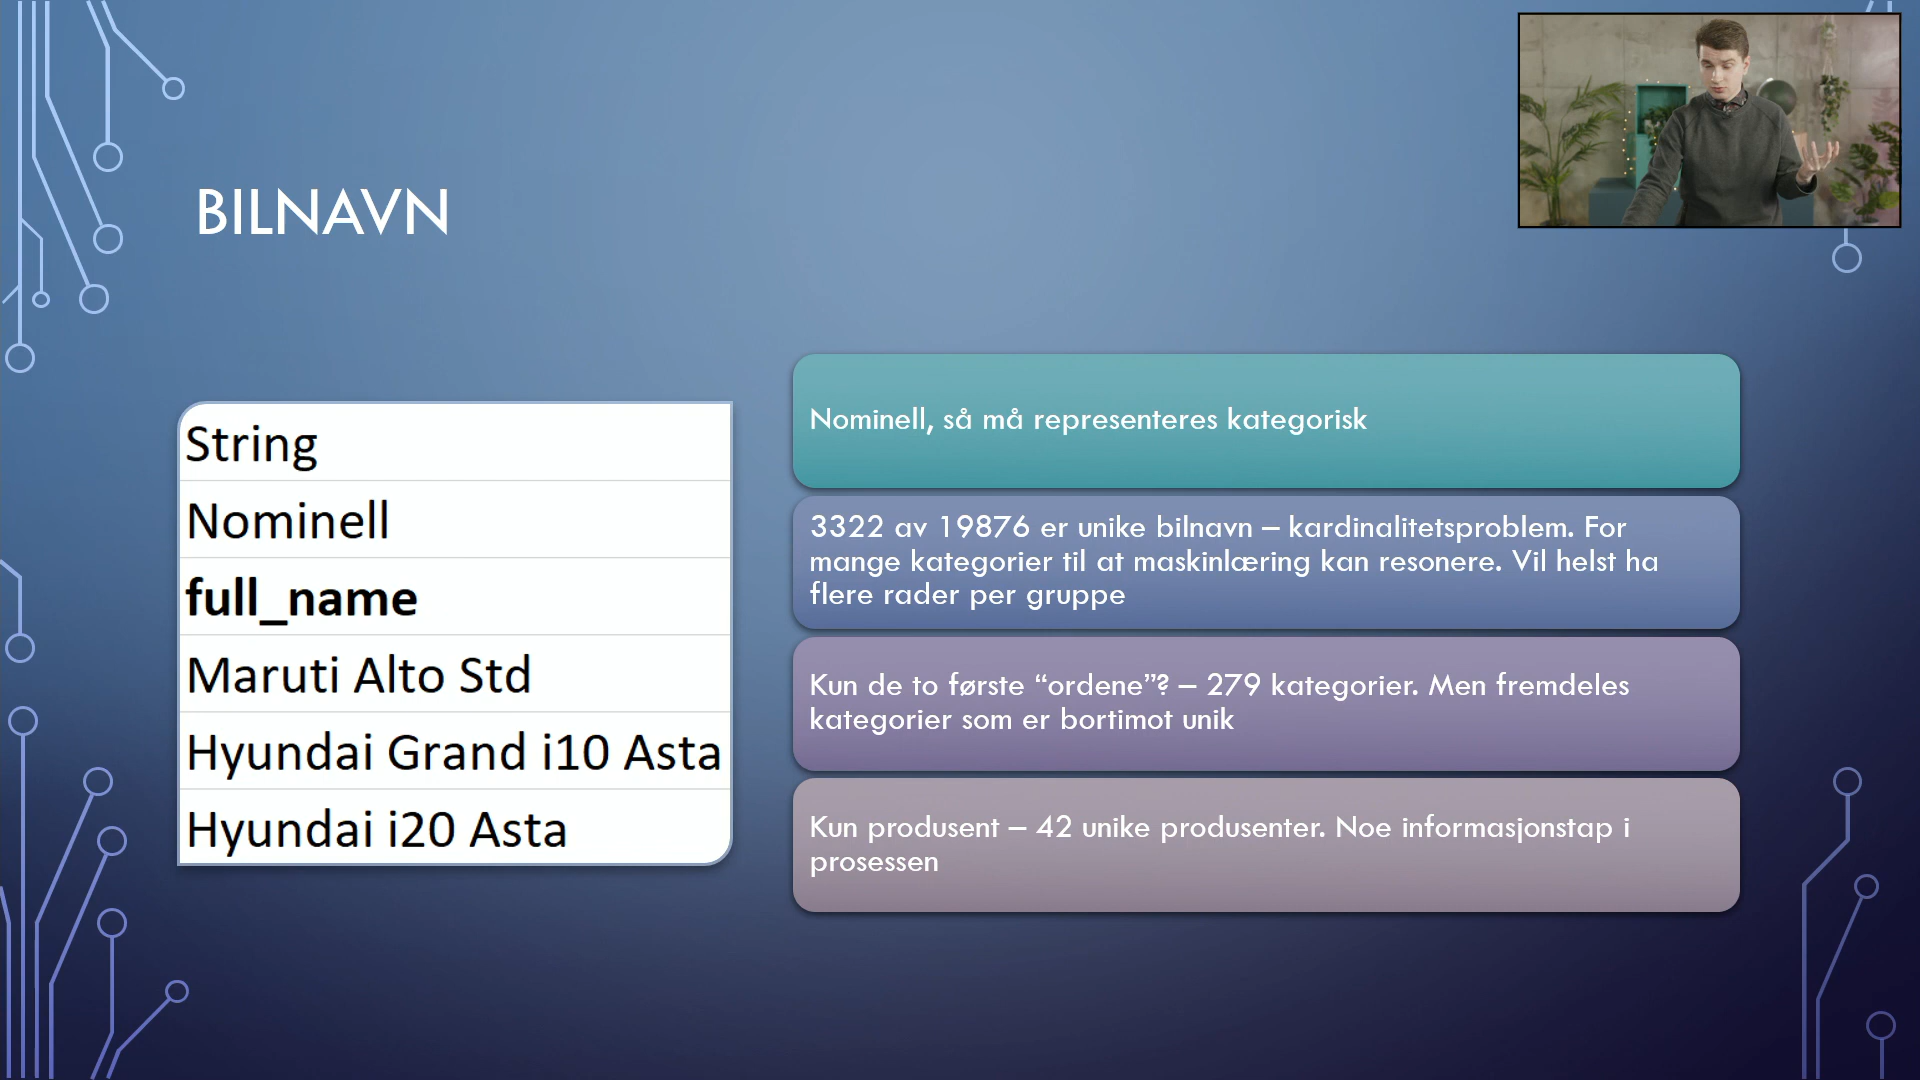 BILNAVN
String
Nominell
full_name
Maruti Alto Std
Hyundai Grand i10 Asta
Hyundai i20 Asta
Nominell, så må representeres kategorisk
3322 av 19876 er unike bilnavn – kardinalitetsproblem. For
mange kategorier til at maskinlæring kan resonere. Vil helst ha
flere rader per gruppe
Kun de to første “ordene”? – 279 kategorier. Men fremdeles
kategorier som er bortimot unik
Kun produsent – 42 unike produsenter. Noe informasjonstap i
prosessen